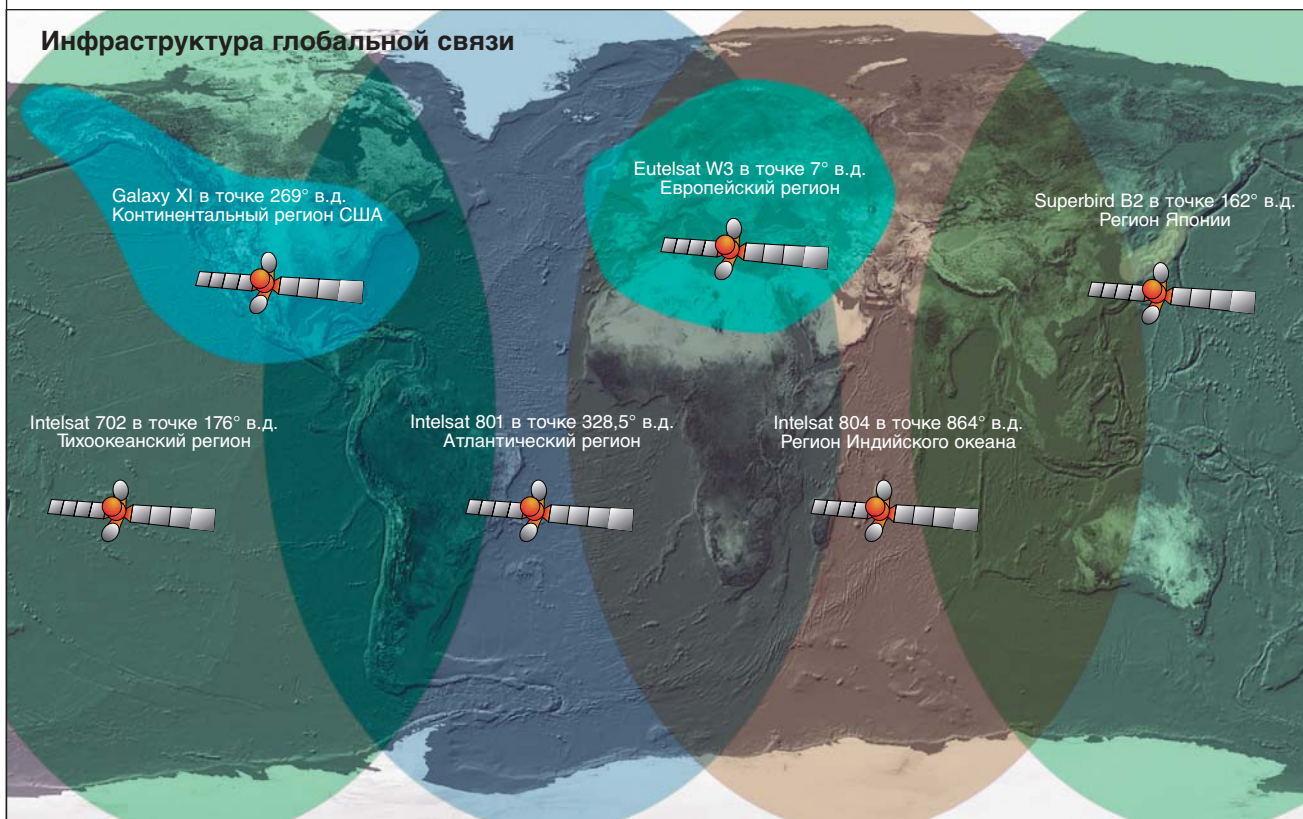 Инфраструктура глобальной связи
Galaxy XI в точке 269° в.д.
Континентальный регион США
Eutelsat W3 в точке 7° в.д.
Европейский регион
Superbird B2 в точке 162° в.д.
Регион Японии
Intelsat 702 в точке 176° в.д.
Тихоокеанский регион
Intelsat 801 в точке 328,5° в.д.
Атлантический регион
Intelsat 804 в точке 864° в.д.
Регион Индийского океана